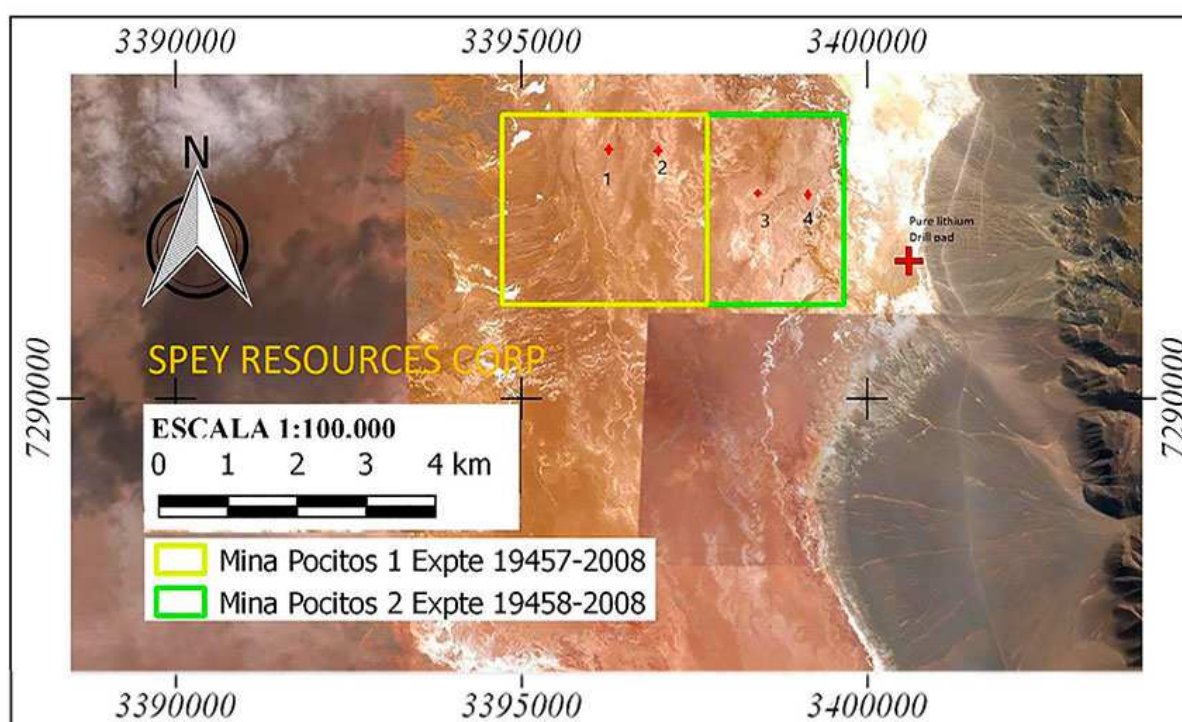 3390000 3395000 3400000
N
1 2
3 4
Pure lithium
Drill pad
7290000
7290000
SPEY RESOURCES CORP
ESCALA 1:100.000
0 1 2 3 4 km
Mina Pocitos 1 Expte 19457-2008
Mina Pocitos 2 Expte 19458-2008
3390000 3395000 3400000